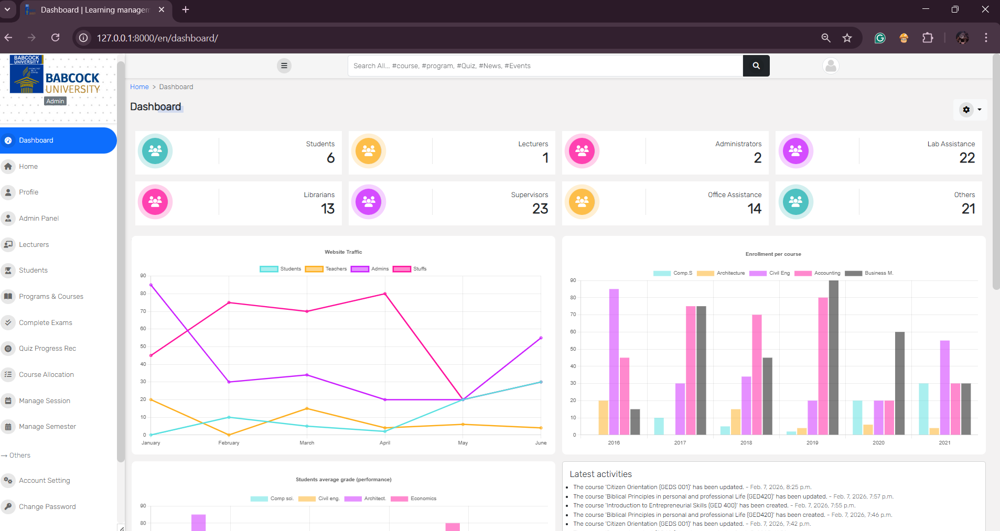 Dashboard | Learning managem
127.0.0.1:8000/en/dashboard/
BABCOCK
UNIVERSITY
BABCOCK
UNIVERSITY
Admin
Search All... #course, #program, #Quiz, #News, #Events
Home > Dashboard
Dashboard
Dashboard
Home
Profile
Admin Panel
Lecturers
Students
Programs & Courses
Complete Exams
Quiz Progress Rec
Course Allocation
Manage Session
Manage Semester
→ Others
Account Setting
Change Password
Students
6
Lecturers
1
Administrators
2
Lab Assistance
22
Librarians
13
Supervisors
23
Office Assistance
14
Others
21
Website Traffic
Students Teachers Admins Stuffs
90
80
70
60
50
40
30
20
10
0
January February March April May June
Enrollment per course
Comp.S Architecture Civil Eng Accounting Business M.
90
80
70
60
50
40
30
20
10
0
2016 2017 2018 2019 2020 2021
Students average grade (performance)
Comp sci. Civil eng. Architect. Economics
90
80
Latest activities
The course 'Citizen Orientation (GEDS 001)' has been updated. - Feb. 7, 2026, 8:25 p.m.
The course 'Biblical Principles in personal and professional Life (GED420)' has been updated. - Feb. 7, 2026, 7:57 p.m.
The course 'Introduction to Entrepreneurial Skills (GED 400)' has been created. - Feb. 7, 2026, 7:55 p.m.
The course 'Biblical Principles in personal and professional Life (GED420)' has been created. - Feb. 7, 2026, 7:46 p.m.
The course 'Citizen Orientation (GEDS 001)' has been updated. - Feb. 7, 2026, 7:42 p.m.